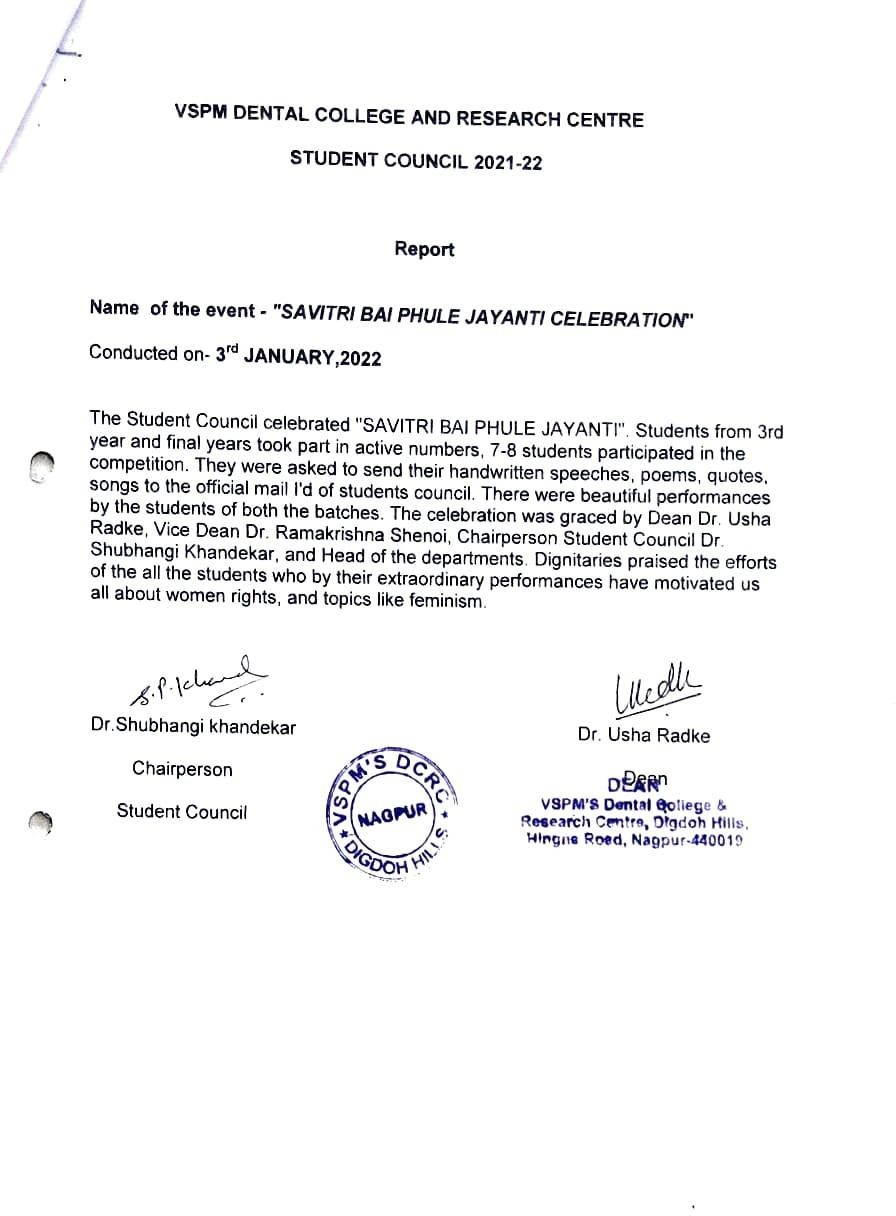 VSPM DENTAL COLLEGE AND RESEARCH CENTRE
STUDENT COUNCIL 2021-22
Report
Name of the event - "SAVITRI BAI PHULE JAYANTI CELEBRATION"
Conducted on- 3rd JANUARY,2022
The Student Council celebrated "SAVITRI BAI PHULE JAYANTI". Students from 3rd
year and final years took part in active numbers, 7-8 students participated in the
competition. They were asked to send their handwritten speeches, poems, quotes,
songs to the official mail I'd of students council. There were beautiful performances
by the students of both the batches. The celebration was graced by Dean Dr. Usha
Radke, Vice Dean Dr. Ramakrishna Shenoi, Chairperson Student Council Dr.
Shubhangi Khandekar, and Head of the departments. Dignitaries praised the efforts
of the all the students who by their extraordinary performances have motivated us
all about women rights, and topics like feminism.
S.P.Khand
Dr.Shubhangi khandekar
Chairperson
Student Council
VSPM'S DCRC
NAGPUR
DIGDOH HILLS
Dr. Usha Radke
Dean
DEAN
VSPM'S Dental College &
Research Centre, Digdoh Hills,
Hingna Road, Nagpur-440019